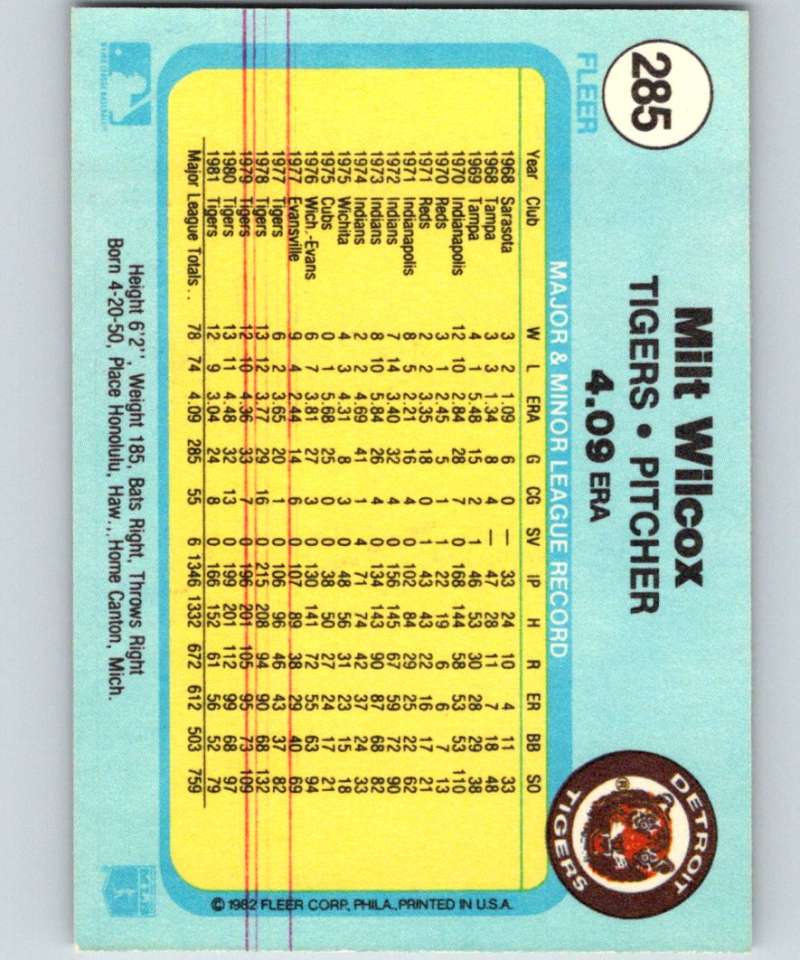 285
FLEER
Milt Wilcox
TIGERS • PITCHER
4.09 ERA
DETROIT
TIGERS
®
MAJOR & MINOR LEAGUE RECORD
Year Club W L ERA G CG SV IP H R ER BB SO
1968 Sarasota 3 2 1.09 6 0 — 33 24 10 4 11 33
1968 Tampa 3 3 1.34 8 4 — 47 28 11 7 18 48
1969 Tampa 4 1 5.48 15 2 1 46 53 30 28 29 38
1970 Indianapolis 12 10 2.84 28 7 0 168 144 58 53 53 110
1970 Reds 3 1 2.45 5 1 1 22 19 6 6 7 13
1971 Reds 2 2 3.35 18 0 1 43 43 22 16 17 21
1971 Indianapolis 8 5 2.21 16 4 0 102 84 29 25 22 62
1972 Indians 7 14 3.40 32 4 0 156 145 67 59 72 90
1973 Indians 8 10 5.84 26 4 0 134 143 90 87 68 82
1974 Indians 2 2 4.69 41 1 4 71 74 42 37 24 33
1975 Wichita 4 3 4.31 8 3 0 48 56 31 23 15 18
1975 Cubs 0 1 5.68 25 0 0 38 50 27 24 17 21
1976 Wich.-Evans 6 7 3.81 27 3 0 130 141 72 55 63 94
1977 Evansville 9 4 2.44 14 6 0 107 89 38 29 40 69
1977 Tigers 6 2 3.65 20 1 0 106 96 46 43 37 82
1978 Tigers 13 12 3.77 29 16 0 215 208 94 90 68 132
1979 Tigers 12 10 4.36 33 7 0 196 201 105 95 73 109
1980 Tigers 13 11 4.48 32 13 0 199 201 112 99 68 97
1981 Tigers 12 9 3.04 24 8 0 166 152 61 56 52 79
Major League Totals.. 78 74 4.09 285 55 6 1346 1332 672 612 503 759
© 1982 FLEER CORP., PHILA., PRINTED IN U.S.A.
Height 6'2", Weight 185, Bats Right, Throws Right
Born 4-20-50, Place Honolulu, Haw., Home Canton, Mich.
MAJOR LEAGUE BASEBALL